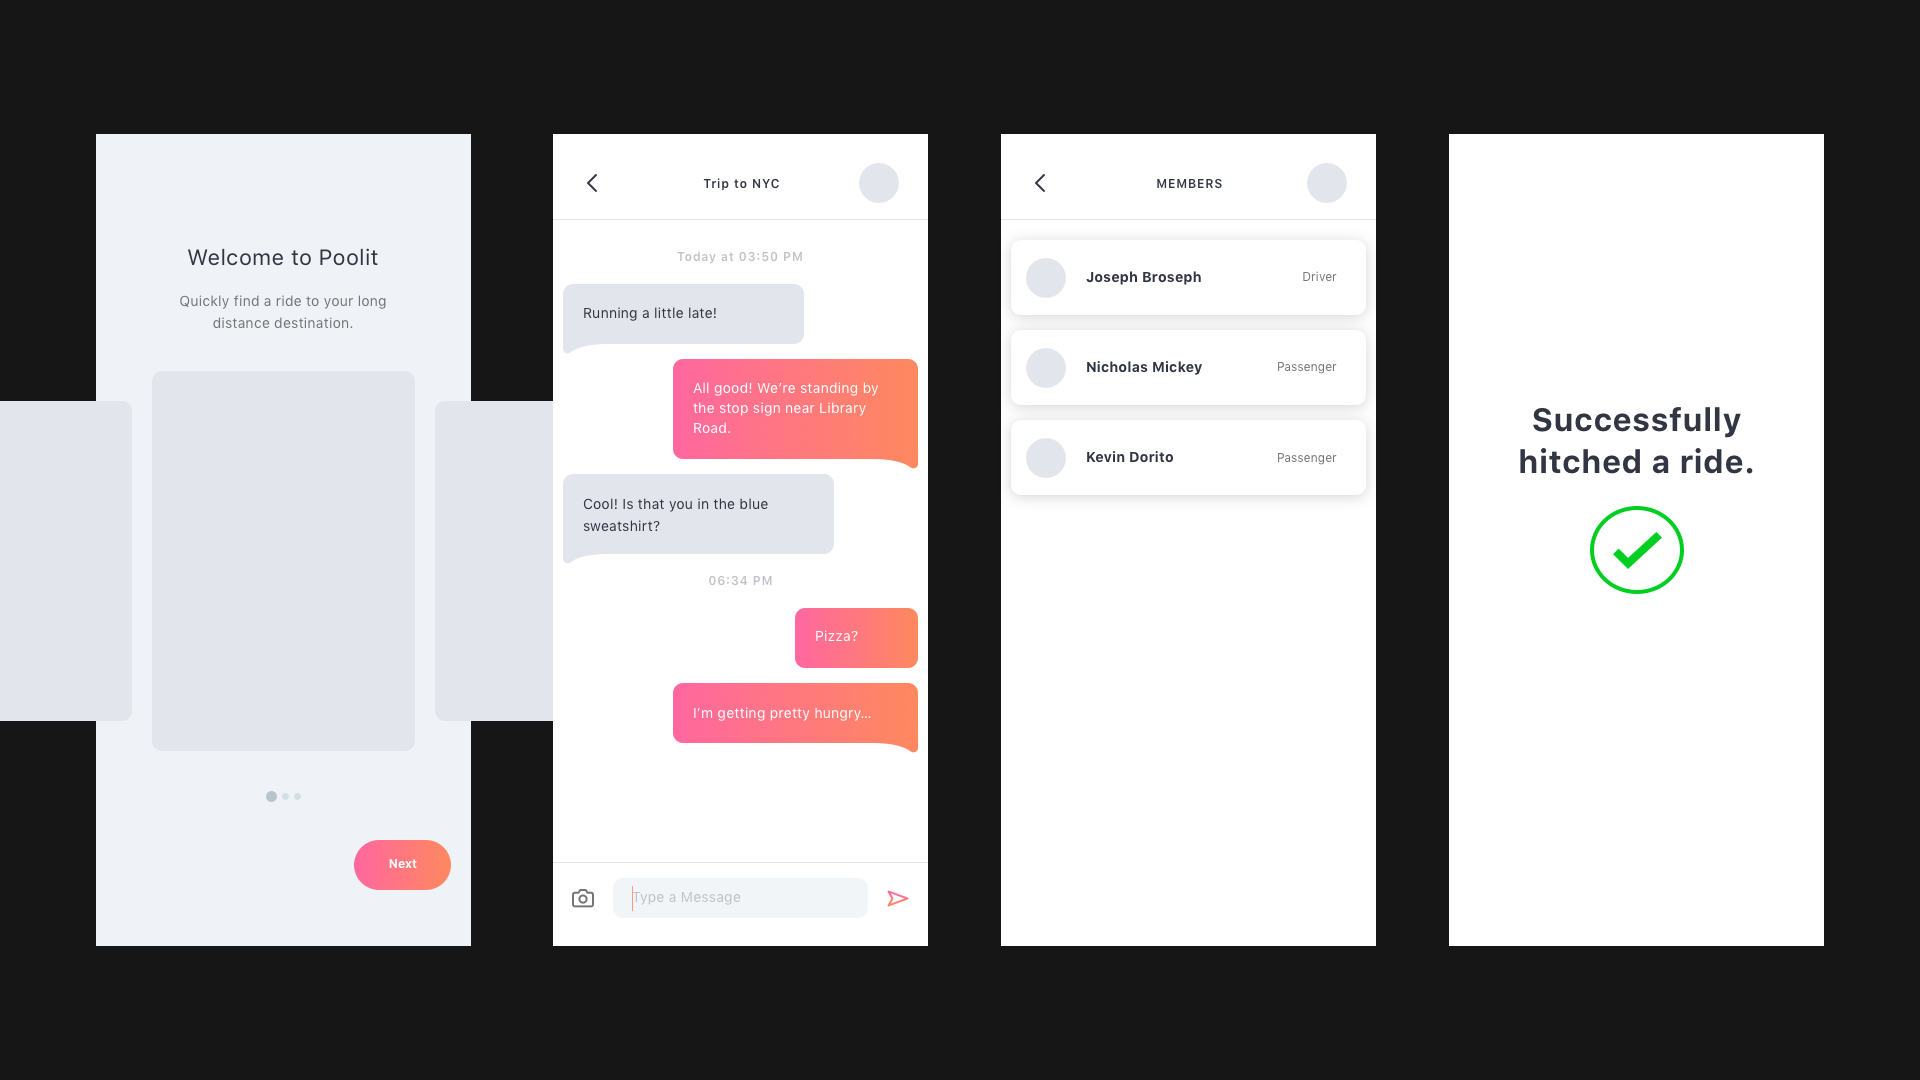 Welcome to Poolit
Quickly find a ride to your long
distance destination.
Next
Trip to NYC
Today at 03:50 PM
Running a little late!
All good! We’re standing by
the stop sign near Library
Road.
Cool! Is that you in the blue
sweatshirt?
06:34 PM
Pizza?
I’m getting pretty hungry...
Type a Message
MEMBERS
Joseph Broseph Driver
Nicholas Mickey Passenger
Kevin Dorito Passenger
Successfully
hitched a ride.